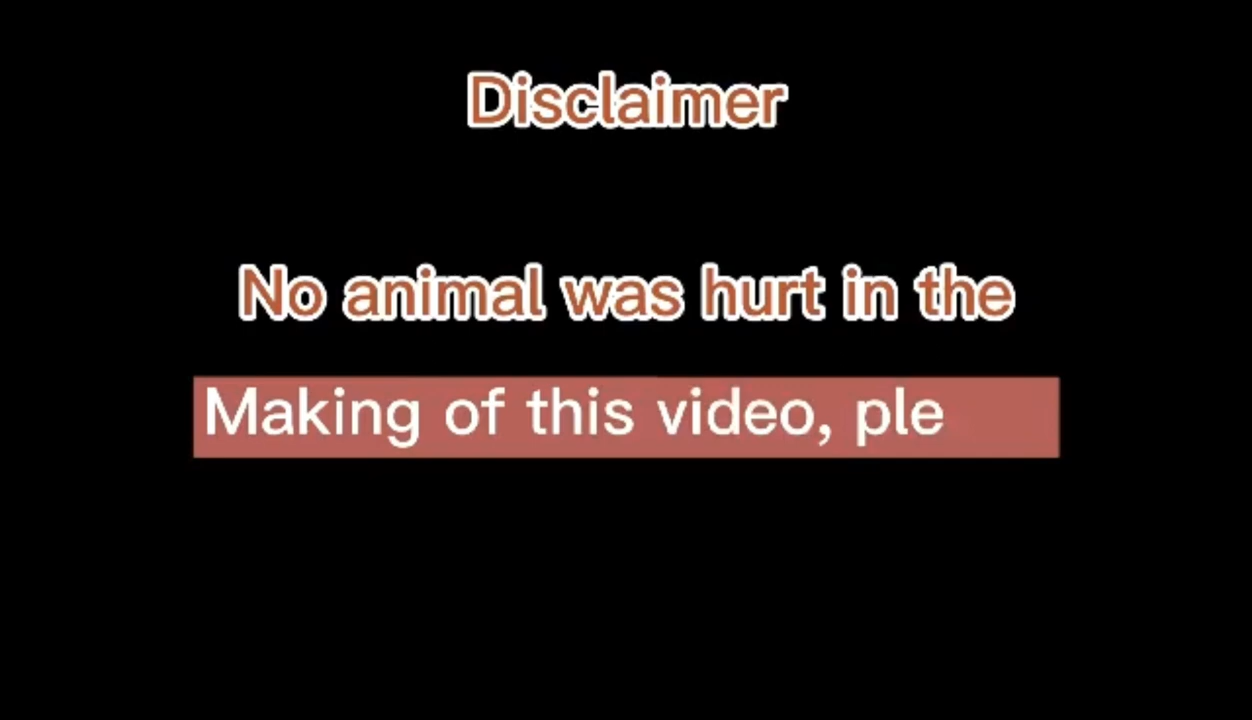 Disclaimer
No animal was hurt in the
Making of this video, ple